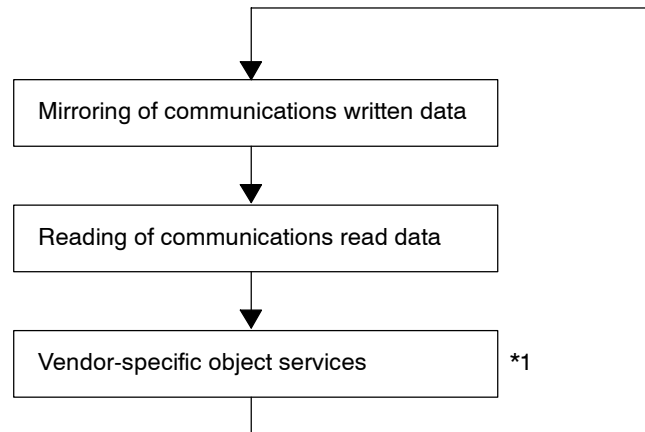 Mirroring of communications written data
Reading of communications read data
Vendor-specific object services *1